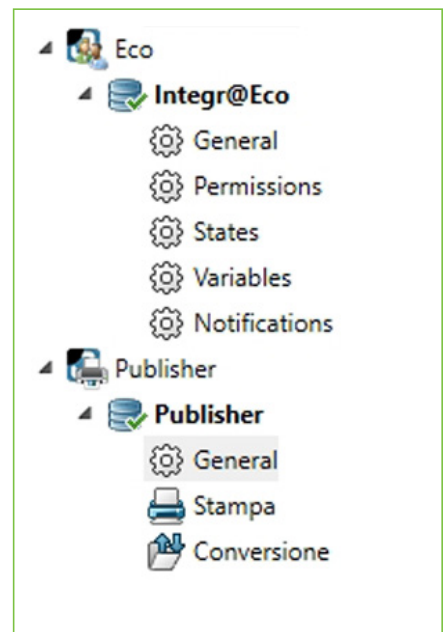 Eco
Integr@Eco
General
Permissions
States
Variables
Notifications
Publisher
Publisher
General
Stampa
Conversione